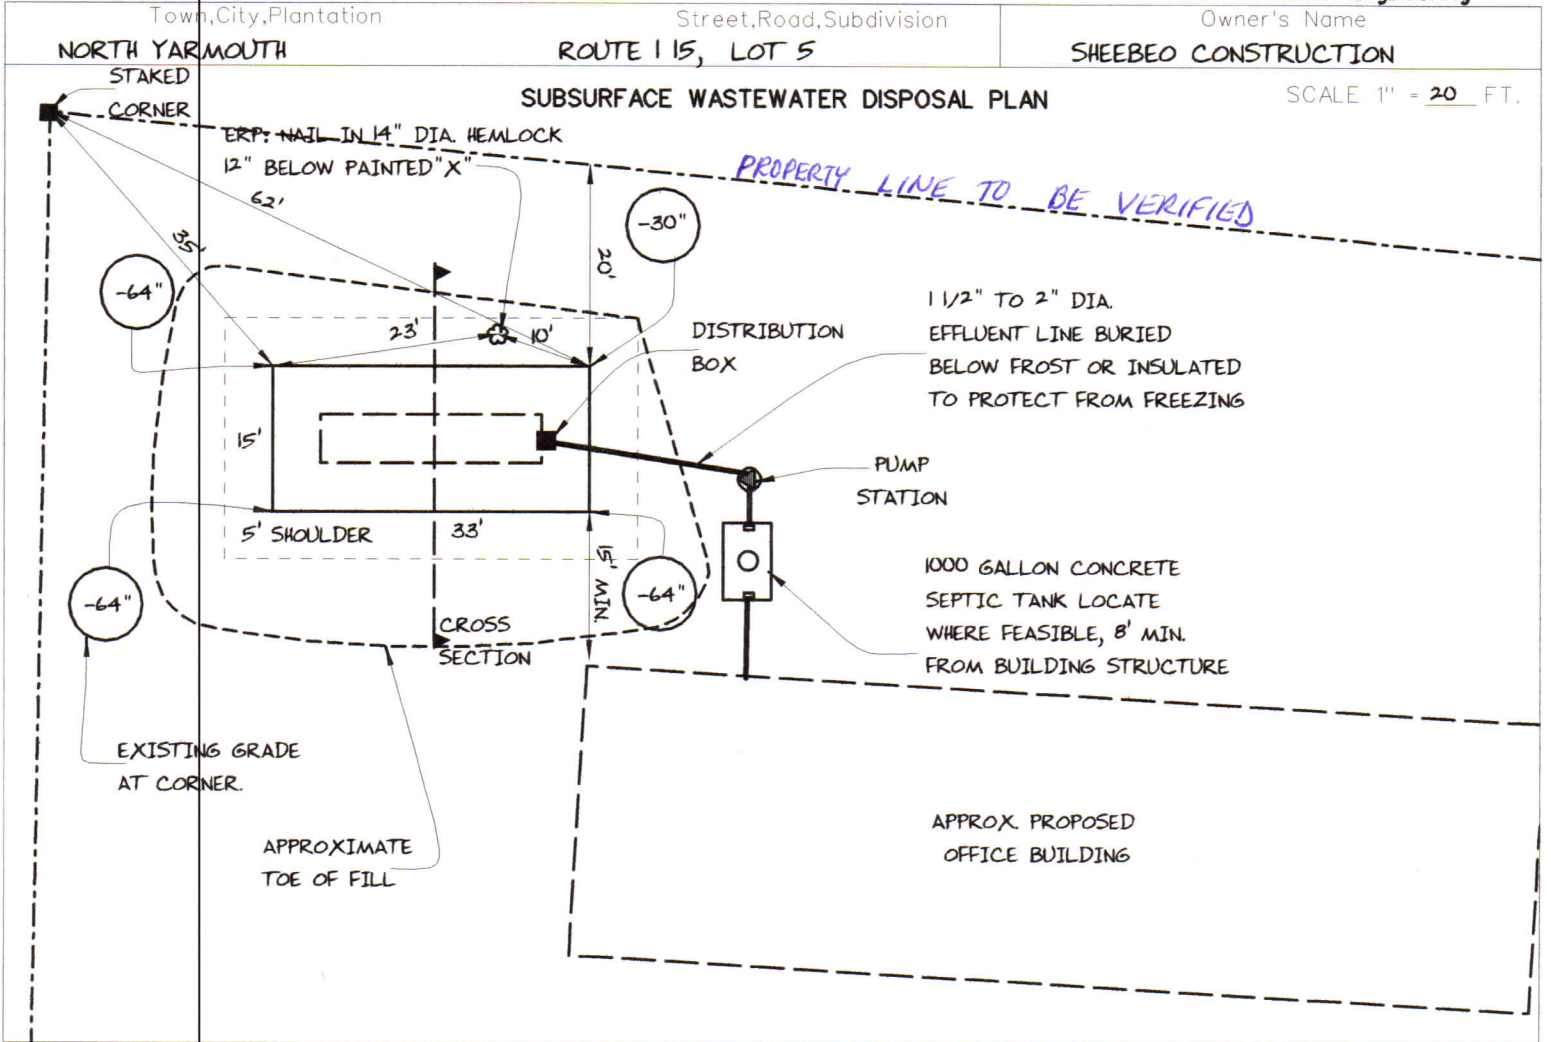 Town,City,Plantation
Street,Road,Subdivision
Owner's Name
NORTH YARMOUTH
ROUTE 115, LOT 5
SHEEBEO CONSTRUCTION
STAKED
CORNER
SUBSURFACE WASTEWATER DISPOSAL PLAN
SCALE 1" = 20 FT.
ERP: NAIL IN 14" DIA. HEMLOCK
12" BELOW PAINTED "X"
PROPERTY LINE TO BE VERIFIED
62'
35'
-30"
20'
-64"
23'
10'
DISTRIBUTION
BOX
1 1/2" TO 2" DIA.
EFFLUENT LINE BURIED
BELOW FROST OR INSULATED
TO PROTECT FROM FREEZING
15'
PUMP
STATION
5' SHOULDER
33'
15' MIN.
-64"
-64"
1000 GALLON CONCRETE
SEPTIC TANK LOCATE
WHERE FEASIBLE, 8' MIN.
FROM BUILDING STRUCTURE
CROSS
SECTION
EXISTING GRADE
AT CORNER.
APPROXIMATE
TOE OF FILL
APPROX. PROPOSED
OFFICE BUILDING